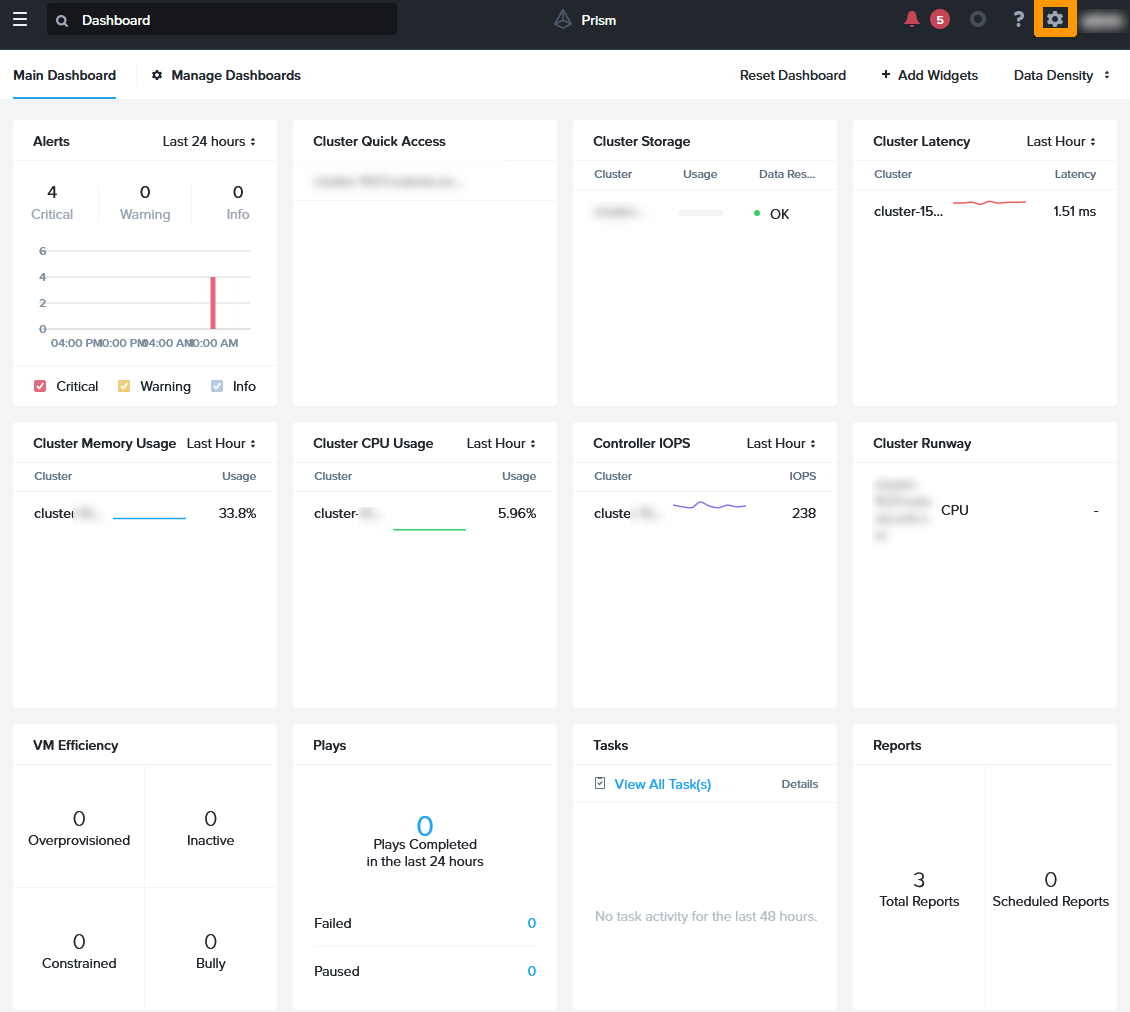 Dashboard
Prism
5
?
Main Dashboard
Manage Dashboards
Reset Dashboard
+ Add Widgets
Data Density
Alerts
Last 24 hours
4
0
0
Critical
Warning
Info
6
4
2
0
04:00 PM
10:00 PM
04:00 AM
10:00 AM
Critical
Warning
Info
Cluster Quick Access
Cluster Storage
Cluster
Usage
Data Res...
OK
Cluster Latency
Last Hour
Cluster
Latency
cluster-15...
1.51 ms
Cluster Memory Usage
Last Hour
Cluster
Usage
cluster
33.8%
Cluster CPU Usage
Last Hour
Cluster
Usage
cluster-
5.96%
Controller IOPS
Last Hour
Cluster
IOPS
cluste
238
Cluster Runway
CPU
-
VM Efficiency
0
Overprovisioned
0
Inactive
0
Constrained
0
Bully
Plays
0
Plays Completed
in the last 24 hours
Failed
0
Paused
0
Tasks
View All Task(s)
Details
No task activity for the last 48 hours.
Reports
3
Total Reports
0
Scheduled Reports